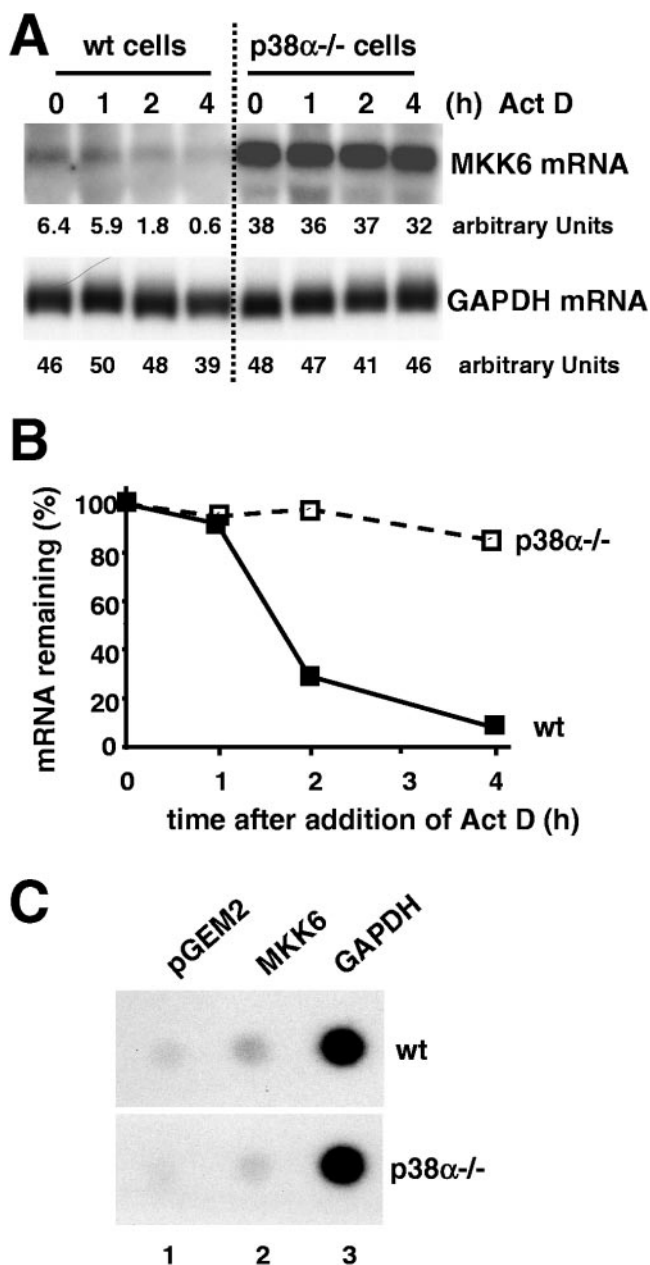 A
wt cells p38α-/- cells
0 1 2 4 0 1 2 4 (h) Act D
MKK6 mRNA
6.4 5.9 1.8 0.6 38 36 37 32 arbitrary Units
GAPDH mRNA
46 50 48 39 48 47 41 46 arbitrary Units
B
mRNA remaining (%)
100
80
60
40
20
0
p38α-/-
wt
0 1 2 3 4
time after addition of Act D (h)
C
pGEM2 MKK6 GAPDH
wt
p38α-/-
1 2 3